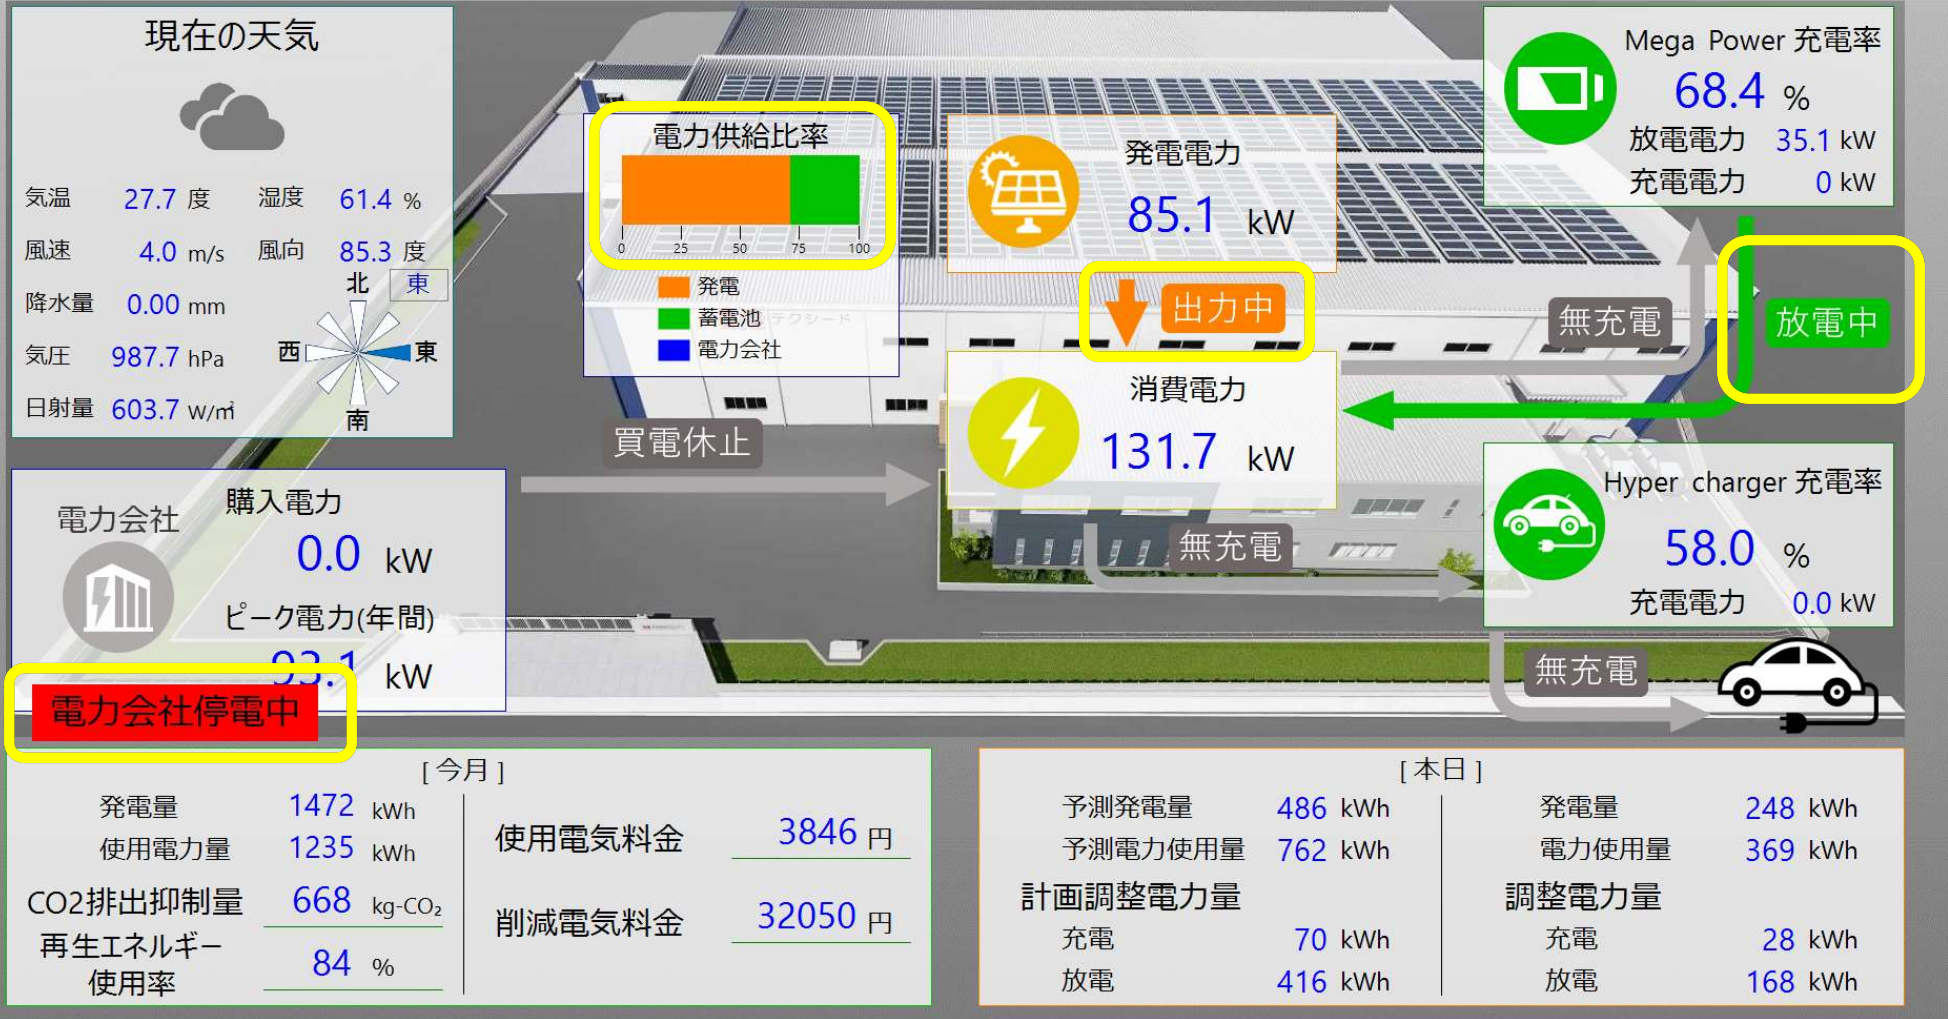 現在の天気
気温 27.7 度 湿度 61.4 %
風速 4.0 m/s 風向 85.3 度
北 東
降水量 0.00 mm
西 東
気圧 987.7 hPa
日射量 603.7 W/㎡
南
電力供給比率
0 25 50 75 100
発電
蓄電池
電力会社
テクシード
発電電力
85.1 kW
出力中
消費電力
131.7 kW
Mega Power 充電率
68.4 %
放電電力 35.1 kW
充電電力 0 kW
無充電
放電中
買電休止
無充電
電力会社
購入電力
0.0 kW
ピーク電力(年間)
93.1 kW
電力会社停電中
Hyper charger 充電率
58.0 %
充電電力 0.0 kW
無充電
[ 今月 ]
発電量 1472 kWh
使用電力量 1235 kWh
CO2排出抑制量 668 kg-CO₂
再生エネルギー
使用率 84 %
使用電気料金 3846 円
削減電気料金 32050 円
[ 本日 ]
予測発電量 486 kWh
予測電力使用量 762 kWh
計画調整電力量
充電 70 kWh
放電 416 kWh
発電量 248 kWh
電力使用量 369 kWh
調整電力量
充電 28 kWh
放電 168 kWh